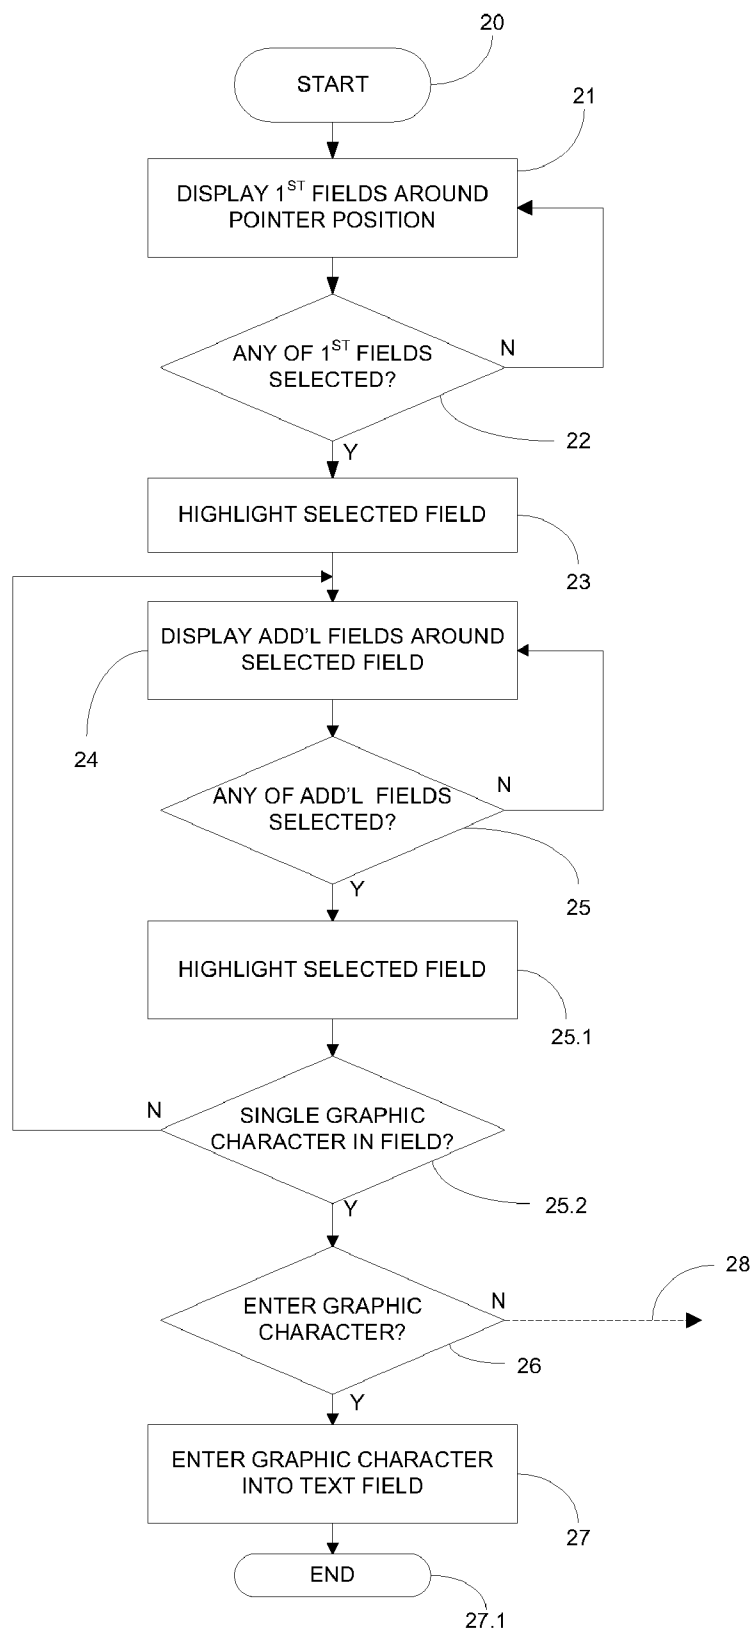 20
START
21
DISPLAY 1ST FIELDS AROUND
POINTER POSITION
ANY OF 1ST FIELDS
SELECTED?
N
22
Y
HIGHLIGHT SELECTED FIELD
23
DISPLAY ADD'L FIELDS AROUND
SELECTED FIELD
24
ANY OF ADD'L FIELDS
SELECTED?
N
25
Y
HIGHLIGHT SELECTED FIELD
25.1
N
SINGLE GRAPHIC
CHARACTER IN FIELD?
25.2
Y
28
ENTER GRAPHIC
CHARACTER?
N
26
Y
ENTER GRAPHIC CHARACTER
INTO TEXT FIELD
27
END
27.1